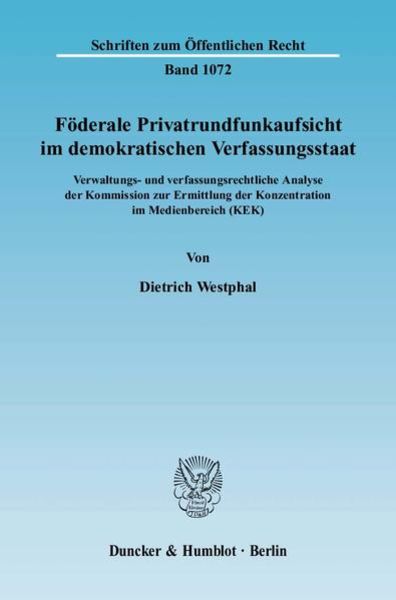 Schriften zum Öffentlichen Recht
Band 1072
Föderale Privatrundfunkaufsicht
im demokratischen Verfassungsstaat
Verwaltungs- und verfassungsrechtliche Analyse
der Kommission zur Ermittlung der Konzentration
im Medienbereich (KEK)
Von
Dietrich Westphal
Duncker & Humblot · Berlin